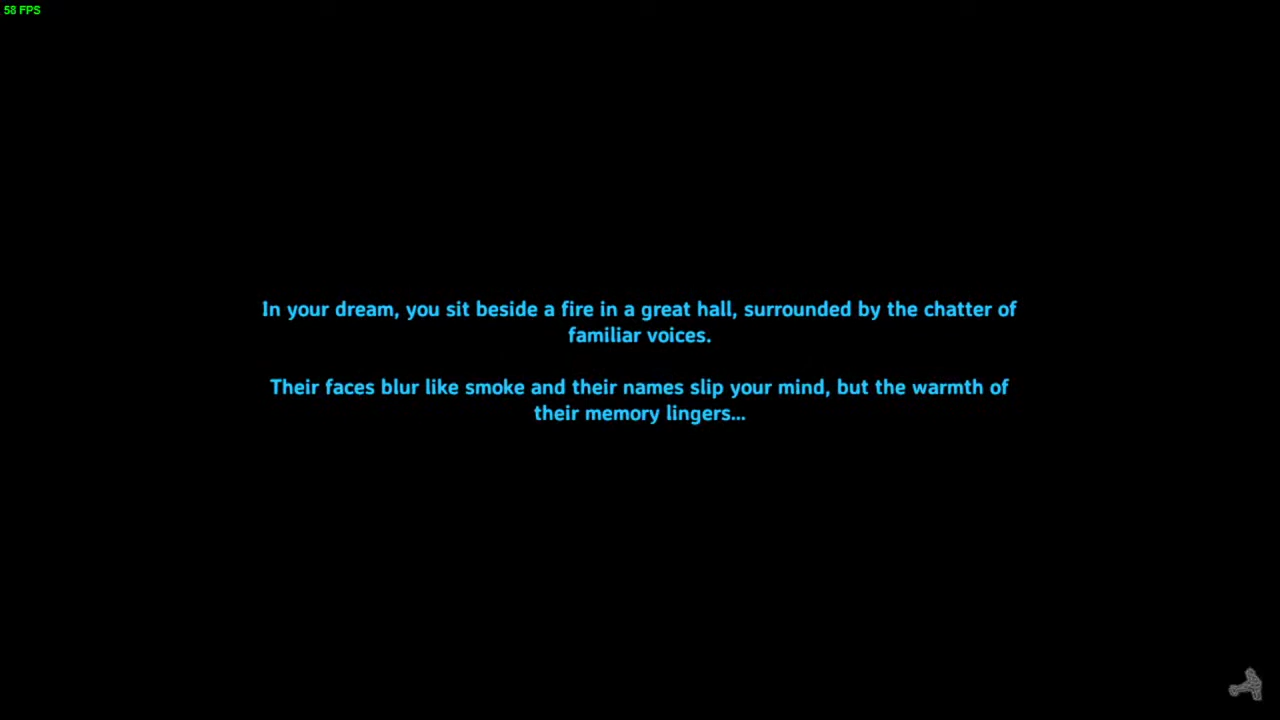 58 FPS
In your dream, you sit beside a fire in a great hall, surrounded by the chatter of
familiar voices.
Their faces blur like smoke and their names slip your mind, but the warmth of
their memory lingers...